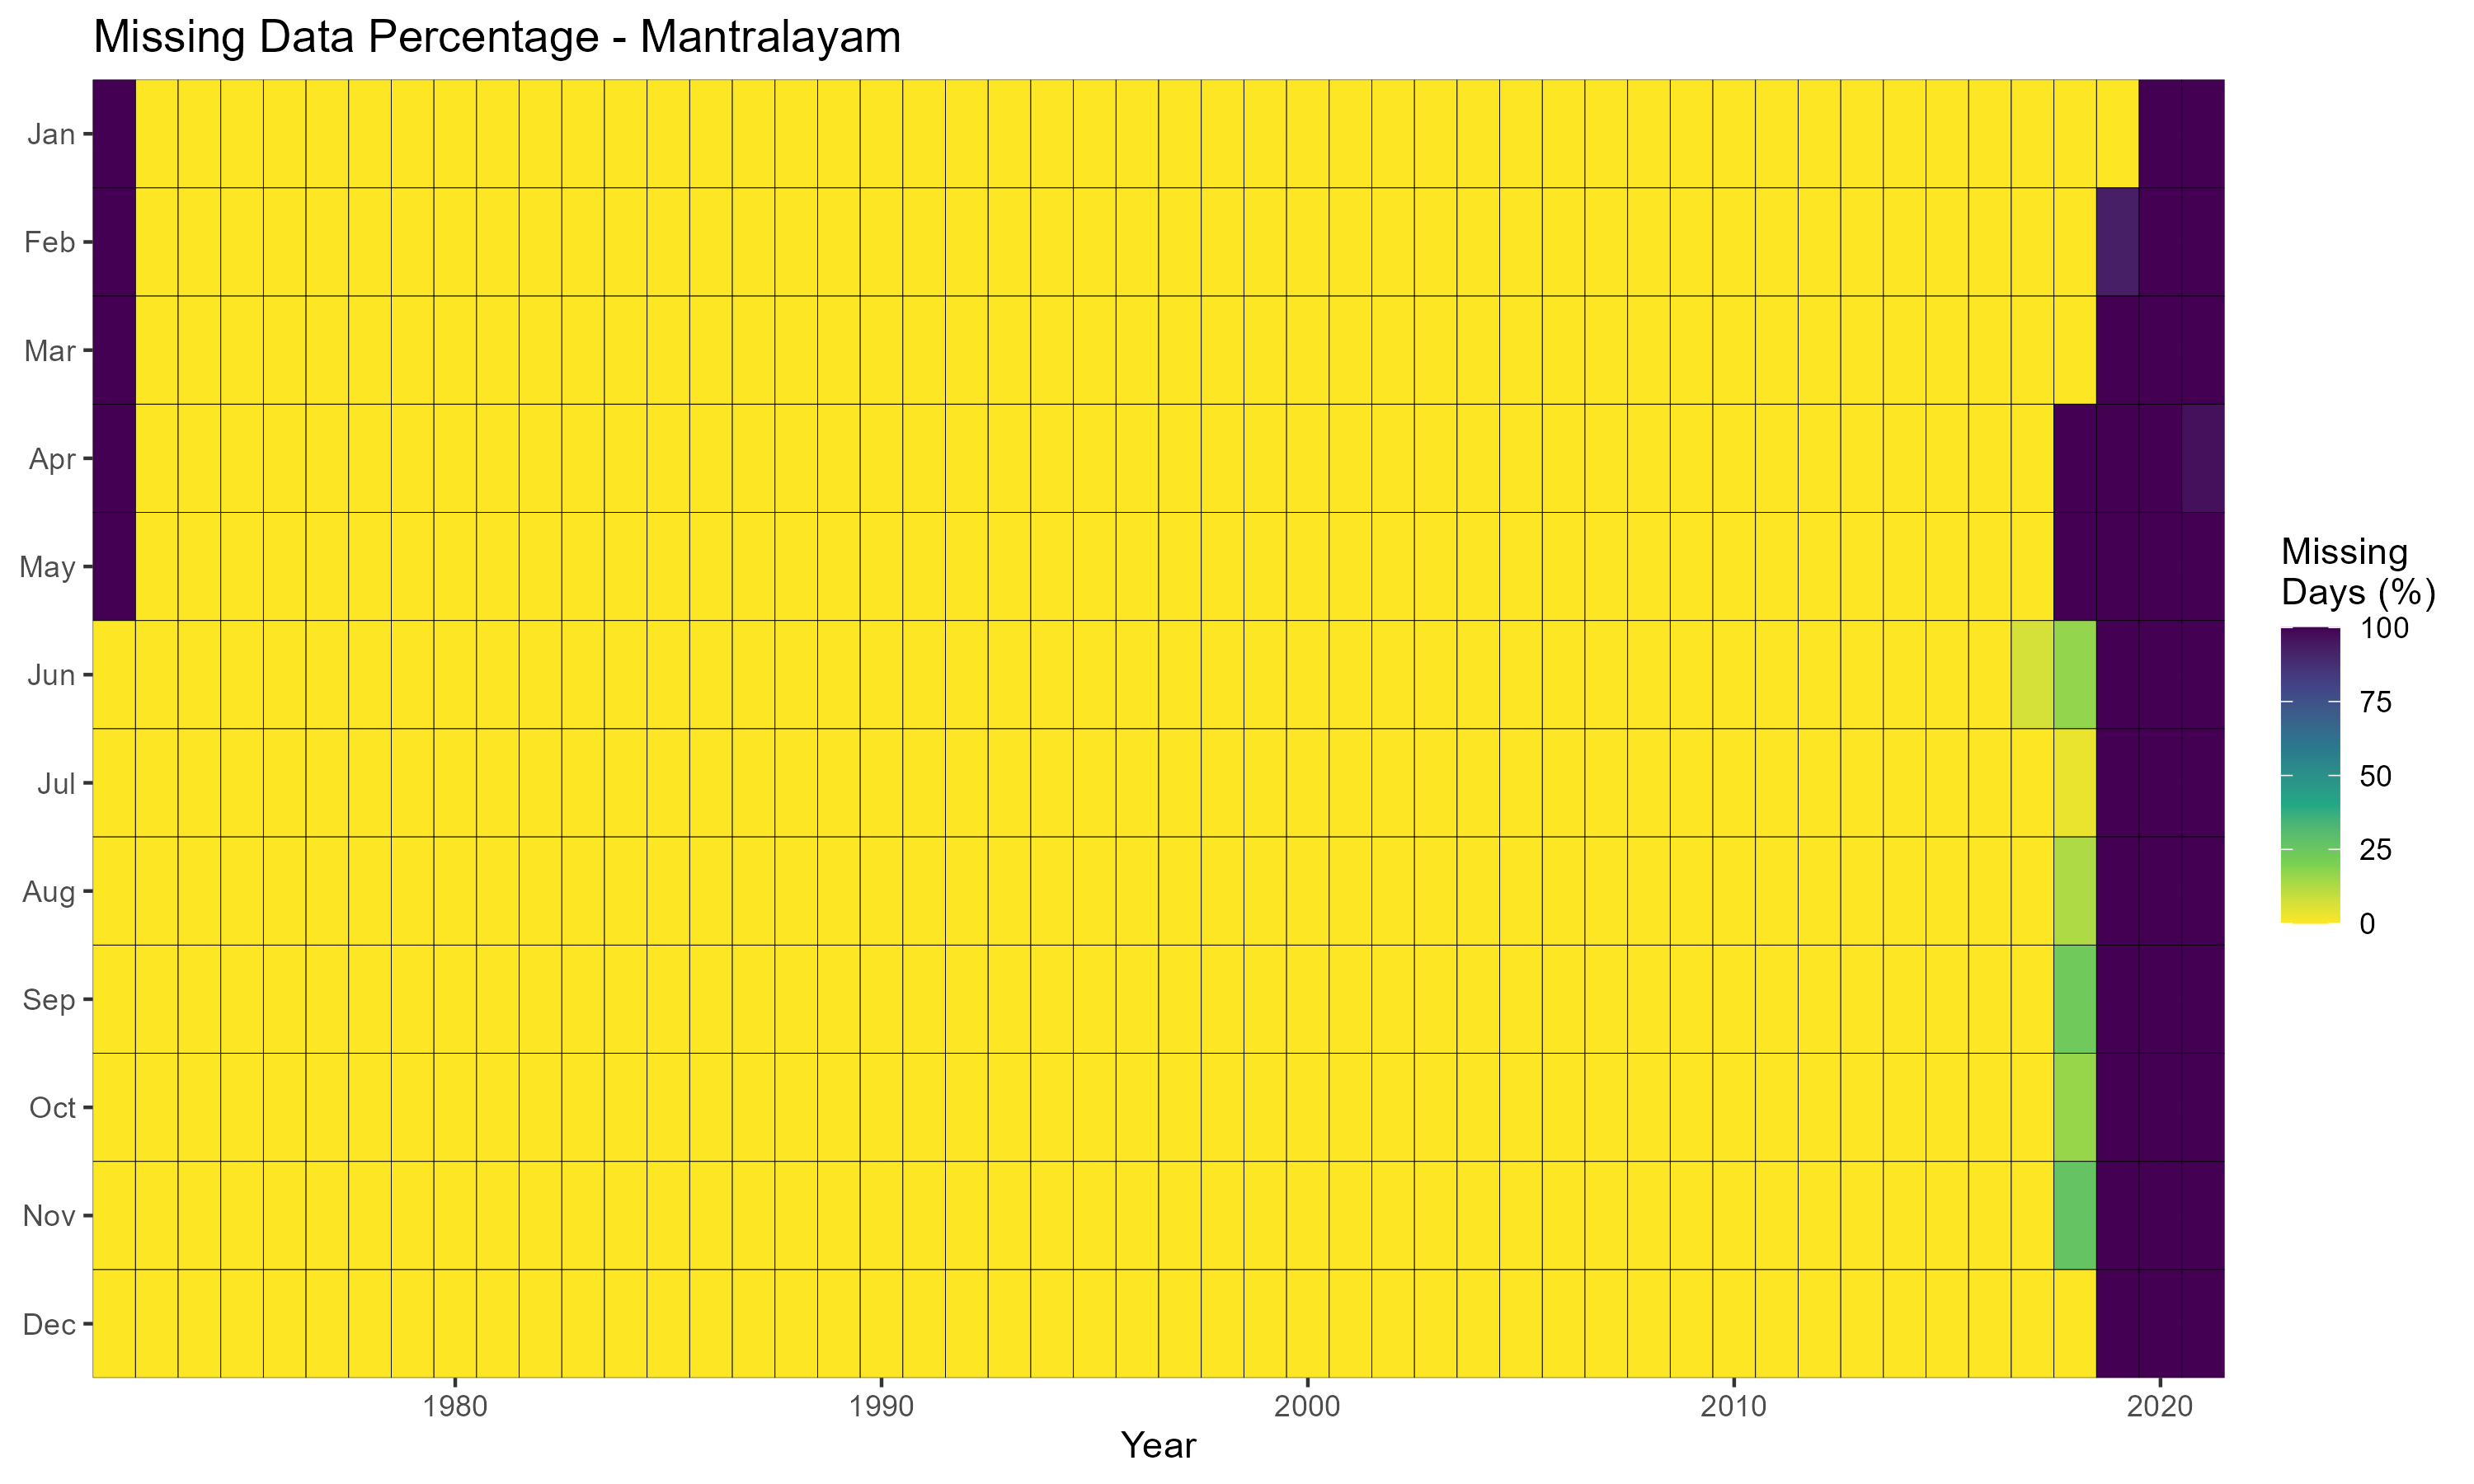 Missing Data Percentage - Mantralayam
Jan
Feb
Mar
Apr
May
Jun
Jul
Aug
Sep
Oct
Nov
Dec
1980
1990
2000
2010
2020
Year
Missing
Days (%)
100
75
50
25
0